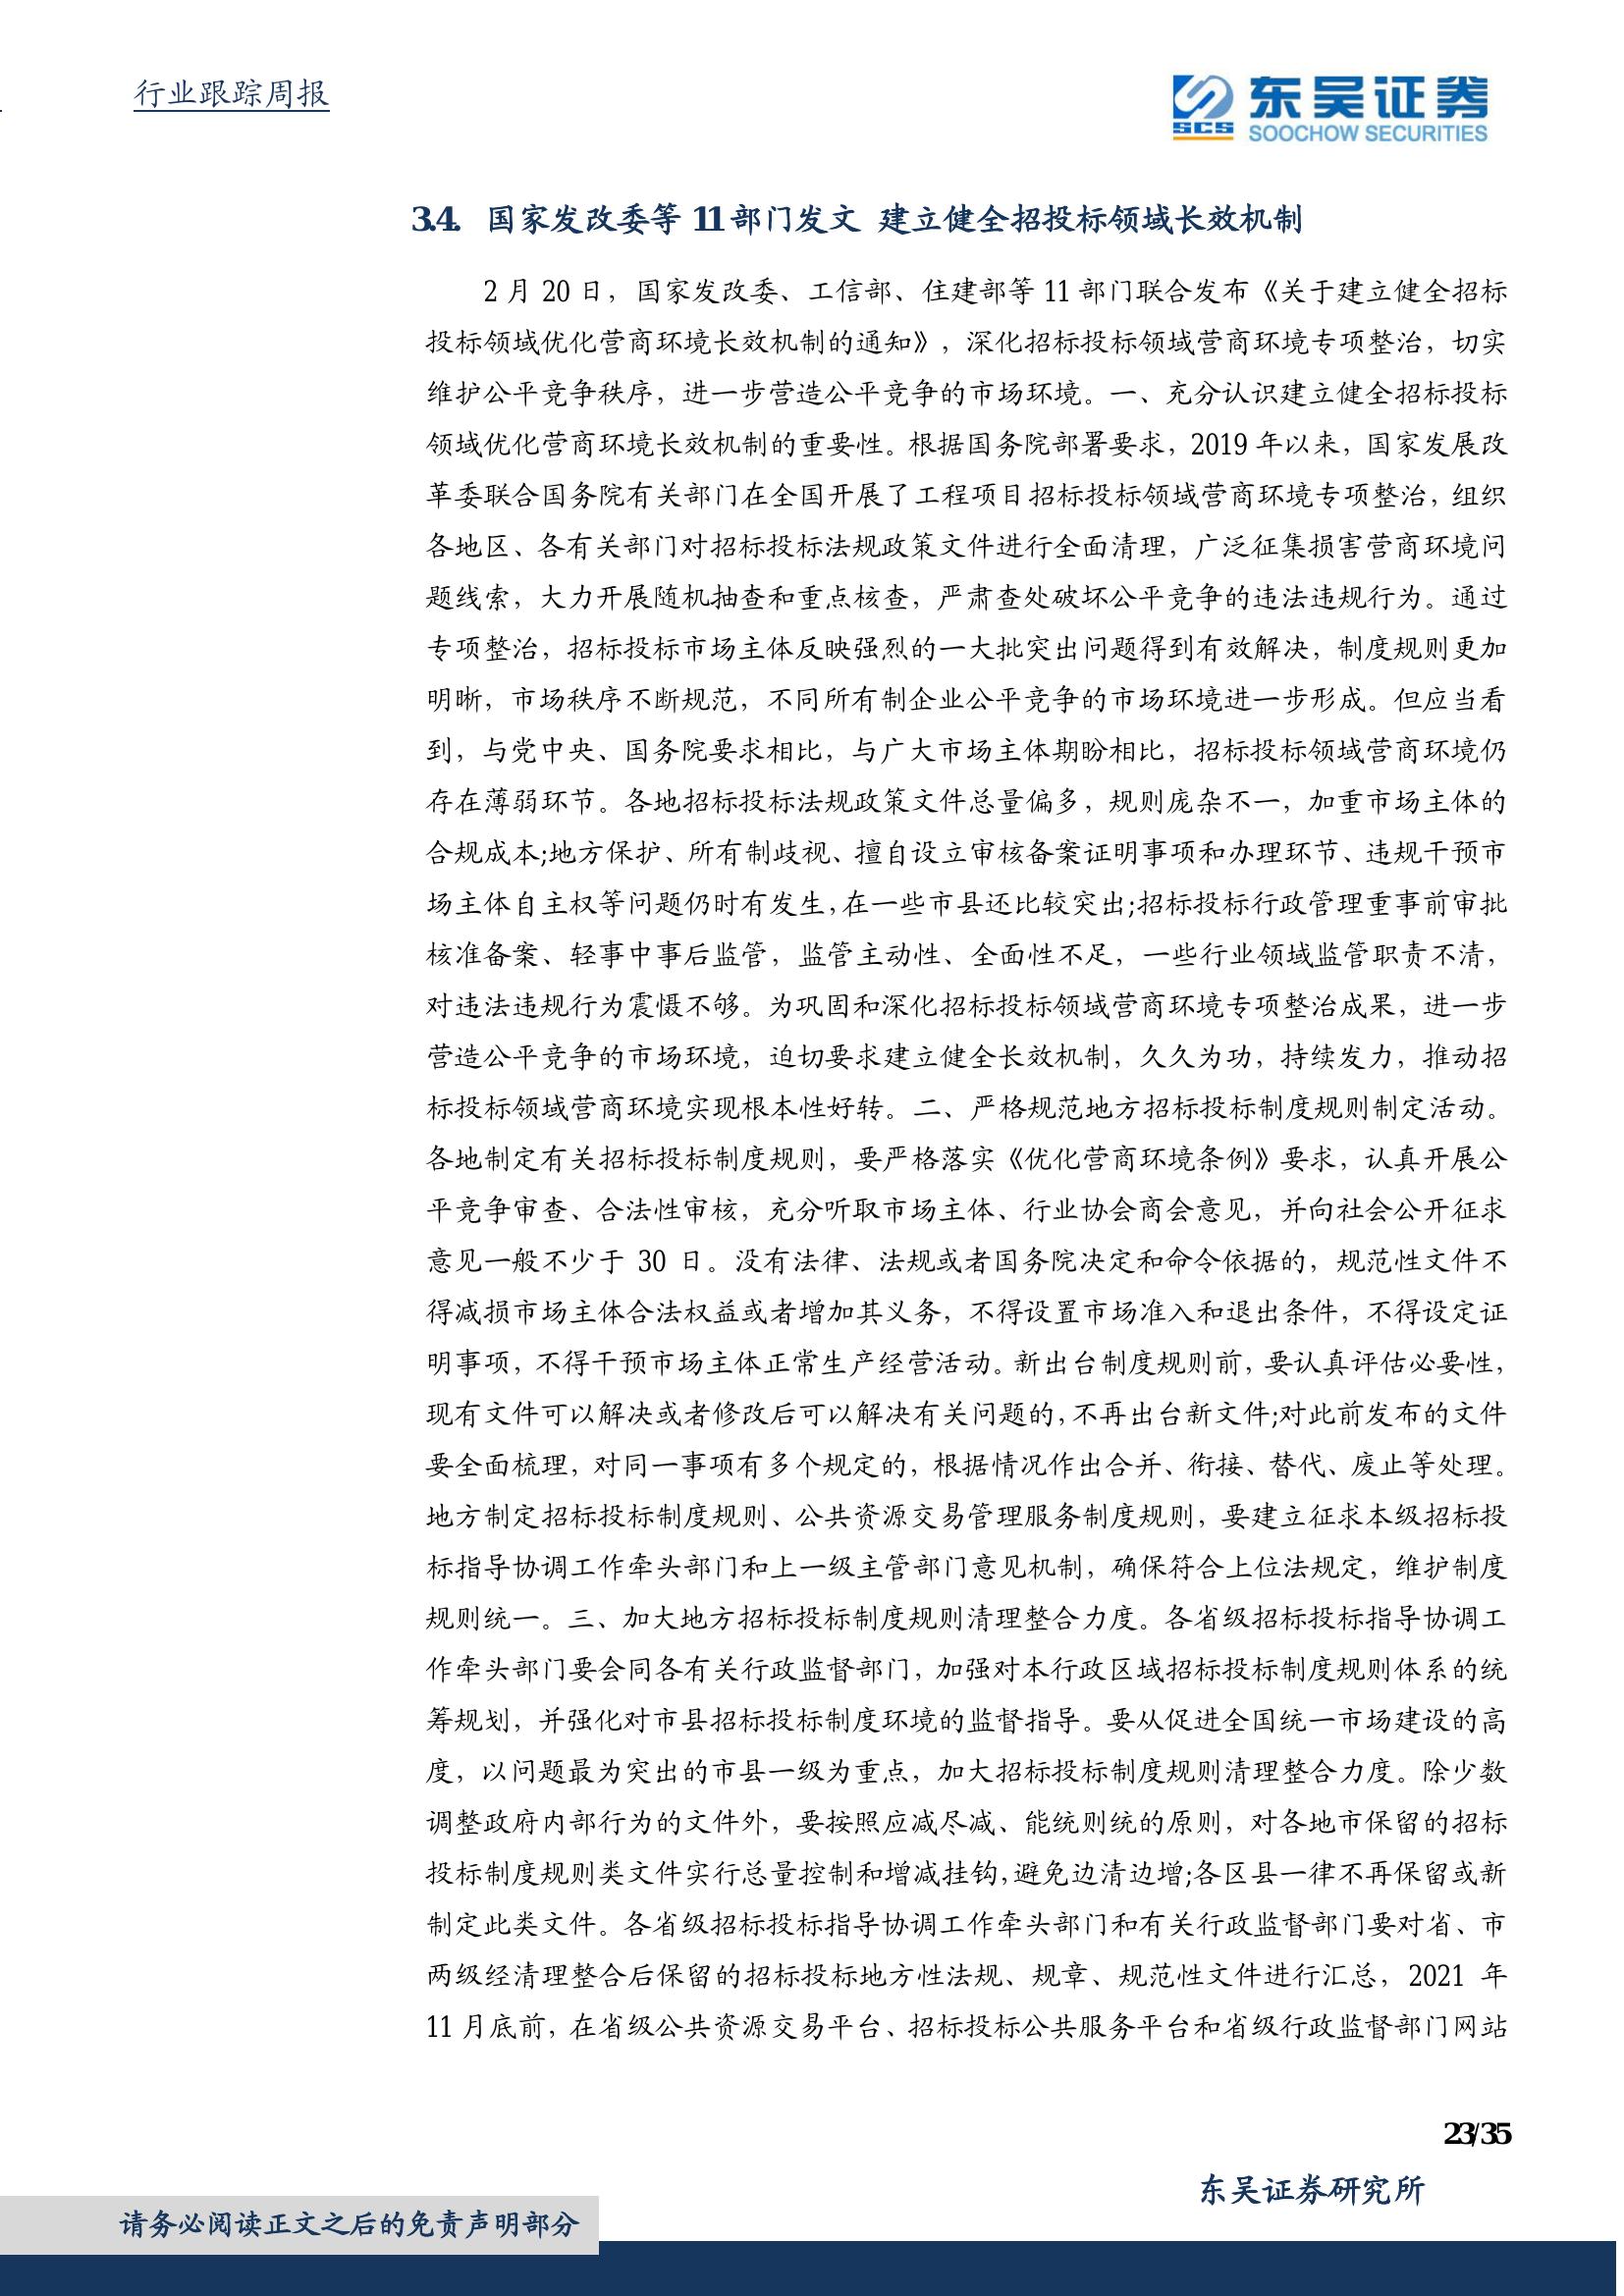 行业跟踪周报
东吴证券
SCS
SOOCHOW SECURITIES
3.4. 国家发改委等 11 部门发文 建立健全招投标领域长效机制
2 月 20 日，国家发改委、工信部、住建部等 11 部门联合发布《关于建立健全招标
投标领域优化营商环境长效机制的通知》，深化招标投标领域营商环境专项整治，切实
维护公平竞争秩序，进一步营造公平竞争的市场环境。一、充分认识建立健全招标投标
领域优化营商环境长效机制的重要性。根据国务院部署要求，2019 年以来，国家发展改
革委联合国务院有关部门在全国开展了工程项目招标投标领域营商环境专项整治，组织
各地区、各有关部门对招标投标法规政策文件进行全面清理，广泛征集损害营商环境问
题线索，大力开展随机抽查和重点核查，严肃查处破坏公平竞争的违法违规行为。通过
专项整治，招标投标市场主体反映强烈的一大批突出问题得到有效解决，制度规则更加
明晰，市场秩序不断规范，不同所有制企业公平竞争的市场环境进一步形成。但应当看
到，与党中央、国务院要求相比，与广大市场主体期盼相比，招标投标领域营商环境仍
存在薄弱环节。各地招标投标法规政策文件总量偏多，规则庞杂不一，加重市场主体的
合规成本;地方保护、所有制歧视、擅自设立审核备案证明事项和办理环节、违规干预市
场主体自主权等问题仍时有发生,在一些市县还比较突出;招标投标行政管理重事前审批
核准备案、轻事中事后监管，监管主动性、全面性不足，一些行业领域监管职责不清，
对违法违规行为震慑不够。为巩固和深化招标投标领域营商环境专项整治成果，进一步
营造公平竞争的市场环境，迫切要求建立健全长效机制，久久为功，持续发力，推动招
标投标领域营商环境实现根本性好转。二、严格规范地方招标投标制度规则制定活动。
各地制定有关招标投标制度规则，要严格落实《优化营商环境条例》要求，认真开展公
平竞争审查、合法性审核，充分听取市场主体、行业协会商会意见，并向社会公开征求
意见一般不少于 30 日。没有法律、法规或者国务院决定和命令依据的，规范性文件不
得减损市场主体合法权益或者增加其义务，不得设置市场准入和退出条件，不得设定证
明事项，不得干预市场主体正常生产经营活动。新出台制度规则前，要认真评估必要性，
现有文件可以解决或者修改后可以解决有关问题的,不再出台新文件;对此前发布的文件
要全面梳理，对同一事项有多个规定的，根据情况作出合并、衔接、替代、废止等处理。
地方制定招标投标制度规则、公共资源交易管理服务制度规则，要建立征求本级招标投
标指导协调工作牵头部门和上一级主管部门意见机制，确保符合上位法规定，维护制度
规则统一。三、加大地方招标投标制度规则清理整合力度。各省级招标投标指导协调工
作牵头部门要会同各有关行政监督部门，加强对本行政区域招标投标制度规则体系的统
筹规划，并强化对市县招标投标制度环境的监督指导。要从促进全国统一市场建设的高
度，以问题最为突出的市县一级为重点，加大招标投标制度规则清理整合力度。除少数
调整政府内部行为的文件外，要按照应减尽减、能统则统的原则，对各地市保留的招标
投标制度规则类文件实行总量控制和增减挂钩,避免边清边增;各区县一律不再保留或新
制定此类文件。各省级招标投标指导协调工作牵头部门和有关行政监督部门要对省、市
两级经清理整合后保留的招标投标地方性法规、规章、规范性文件进行汇总，2021 年
11 月底前，在省级公共资源交易平台、招标投标公共服务平台和省级行政监督部门网站
23/35
东吴证券研究所
请务必阅读正文之后的免责声明部分